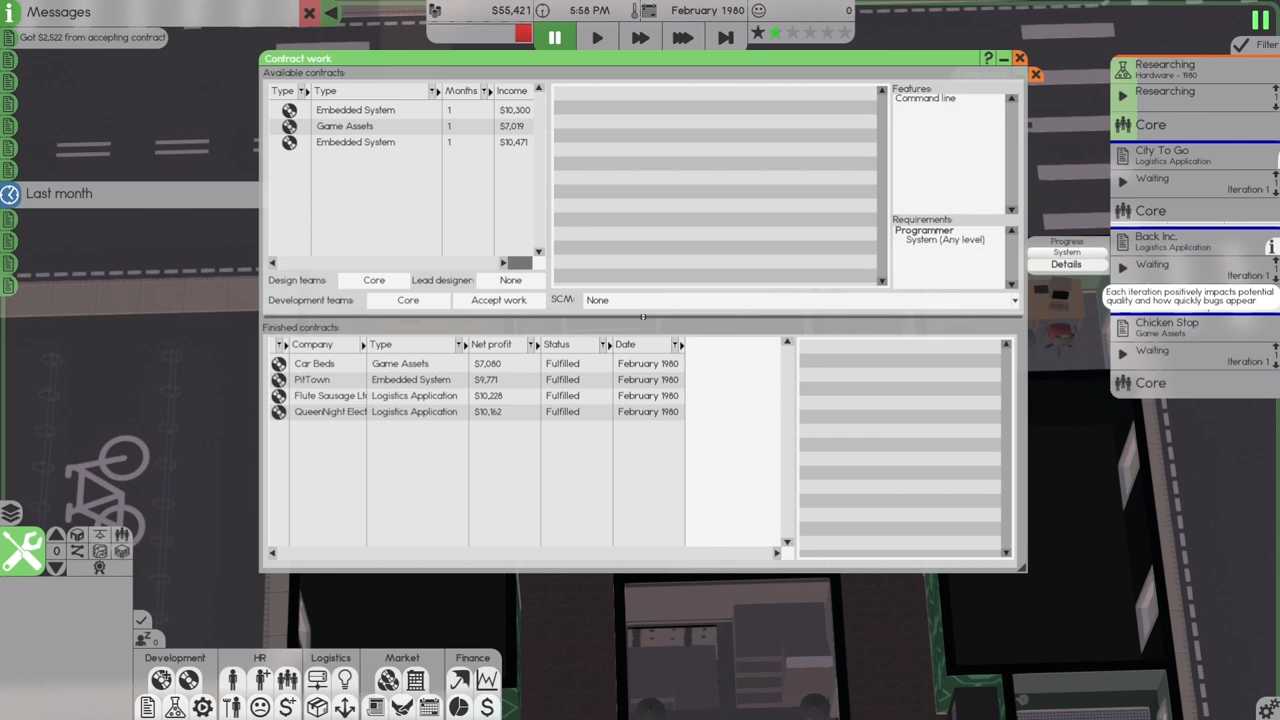 Messages
$55,421
5:58 PM
February 1980
0
Got $2,522 from accepting contract
Filter
Last month
Contract work
?
Available contracts:
Type
Type
Months
Income
Embedded System
1
$10,300
Game Assets
1
$7,019
Embedded System
1
$10,471
Features:
Command line
Requirements:
Programmer
System (Any level)
Design teams:
Core
Lead designer:
None
Development teams:
Core
Accept work
SCM:
None
Finished contracts:
Company
Type
Net profit
Status
Date
Car Beds
Game Assets
$7,080
Fulfilled
February 1980
PitTown
Embedded System
$9,771
Fulfilled
February 1980
Flute Sausage Lt
Logistics Application
$10,228
Fulfilled
February 1980
QueenNight Elect
Logistics Application
$10,162
Fulfilled
February 1980
Researching
Hardware - 1980
Researching
1
Core
City To Go
Logistics Application
Waiting
1
Iteration: 1
Core
Back Inc.
Logistics Application
Waiting
1
Iteration: 1
Each iteration positively impacts potential
quality and how quickly bugs appear
Chicken Stop
Game Assets
Waiting
1
Iteration: 1
Core
Progress
System
Details
0
Z 0
Development
HR
Logistics
Market
Finance